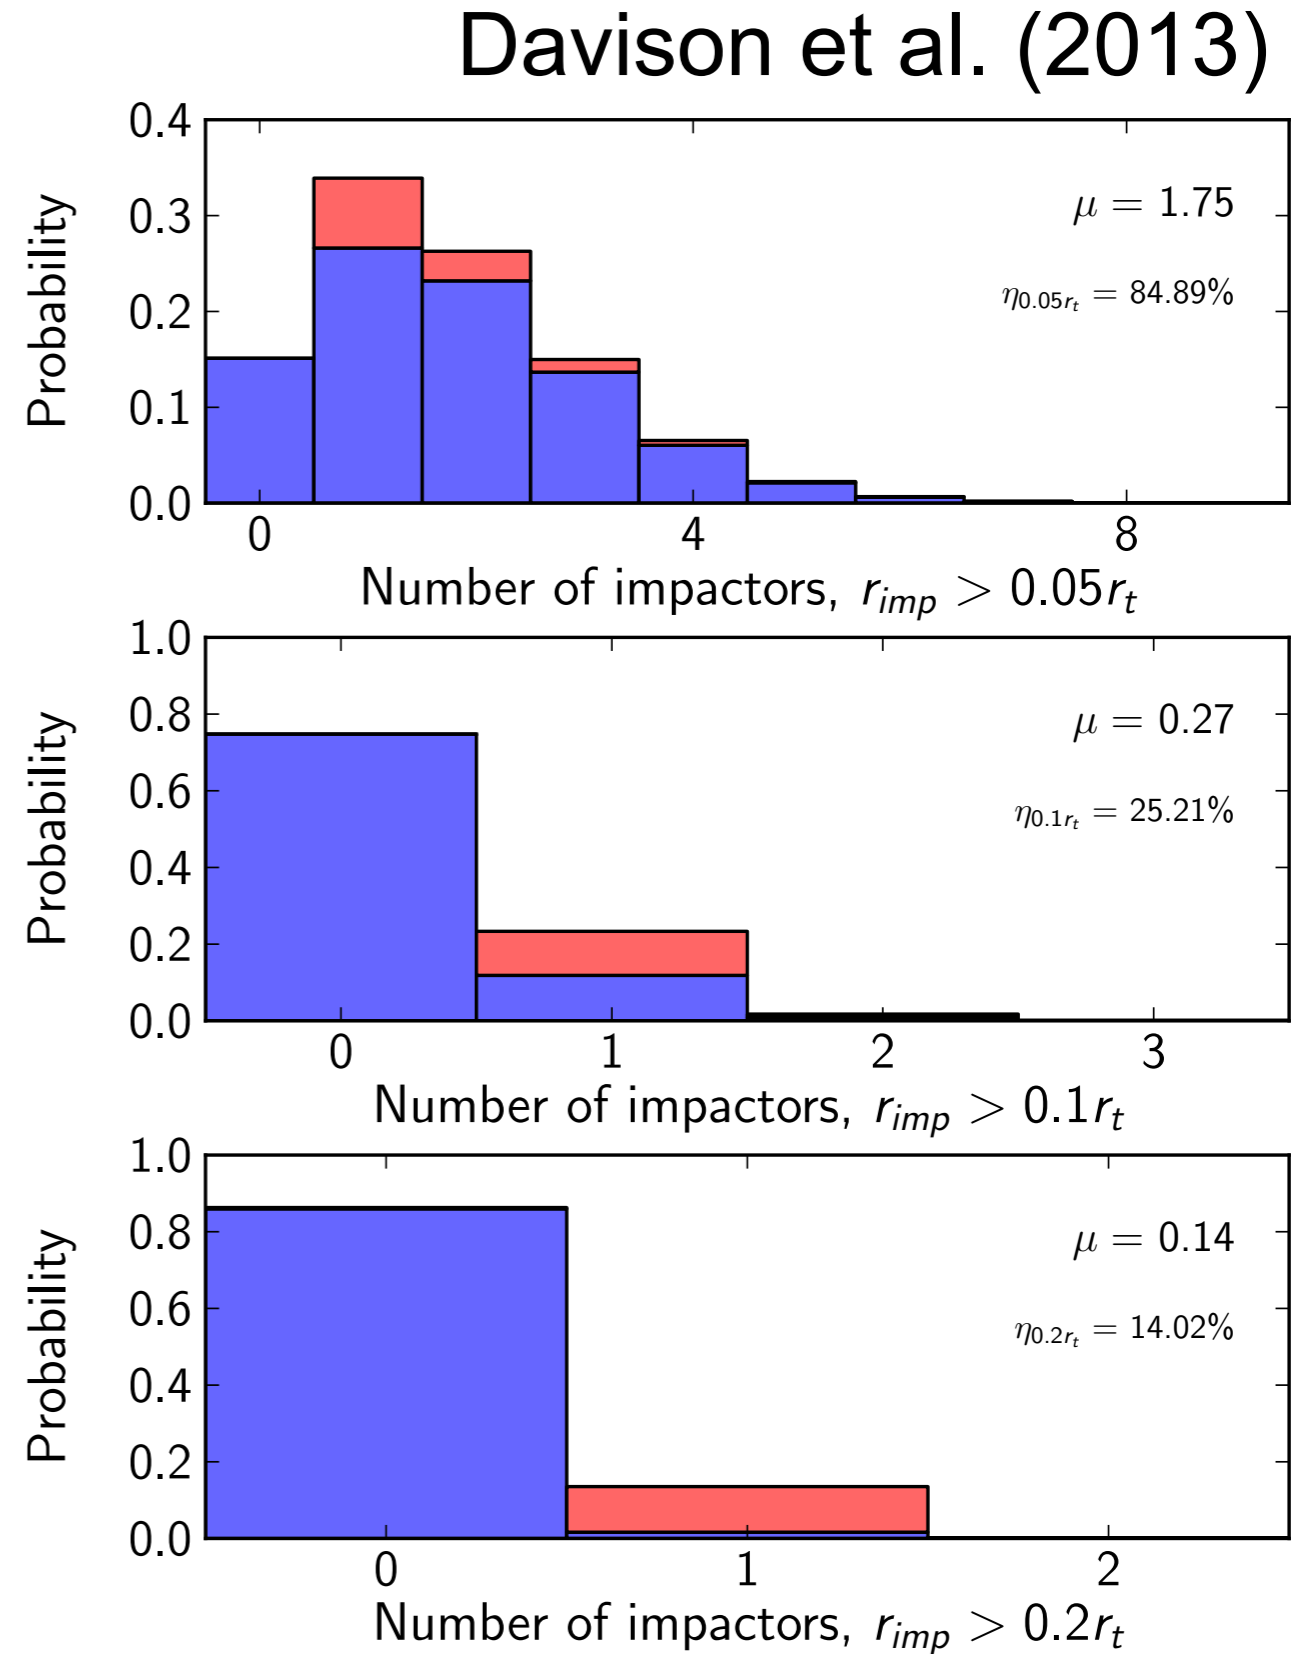 Davison et al. (2013)
0.4
0.3
0.2
0.1
0.0
Probability
μ = 1.75
η0.05rt = 84.89%
0 4 8
Number of impactors, rimp > 0.05rt
1.0
0.8
0.6
0.4
0.2
0.0
Probability
μ = 0.27
η0.1rt = 25.21%
0 1 2 3
Number of impactors, rimp > 0.1rt
1.0
0.8
0.6
0.4
0.2
0.0
Probability
μ = 0.14
η0.2rt = 14.02%
0 1 2
Number of impactors, rimp > 0.2rt